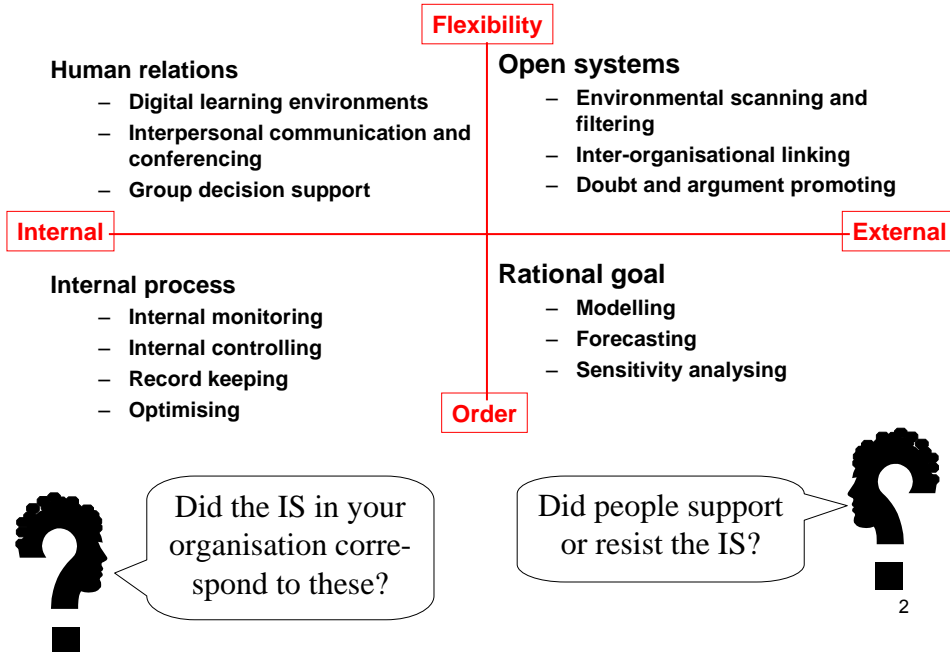 Flexibility
Human relations
– Digital learning environments
– Interpersonal communication and
conferencing
– Group decision support
Open systems
– Environmental scanning and
filtering
– Inter-organisational linking
– Doubt and argument promoting
Internal
External
Internal process
– Internal monitoring
– Internal controlling
– Record keeping
– Optimising
Rational goal
– Modelling
– Forecasting
– Sensitivity analysing
Order
Did the IS in your
organisation corre-
spond to these?
Did people support
or resist the IS?
2